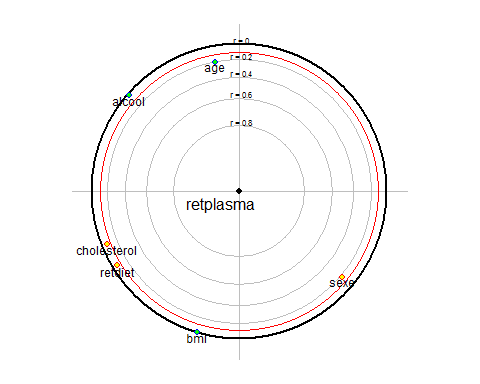 r = 0
r = 0.2
age
r = 0.4
r = 0.6
alcool
r = 0.8
retplasma
cholesterol
retdiet
sexe
bmi